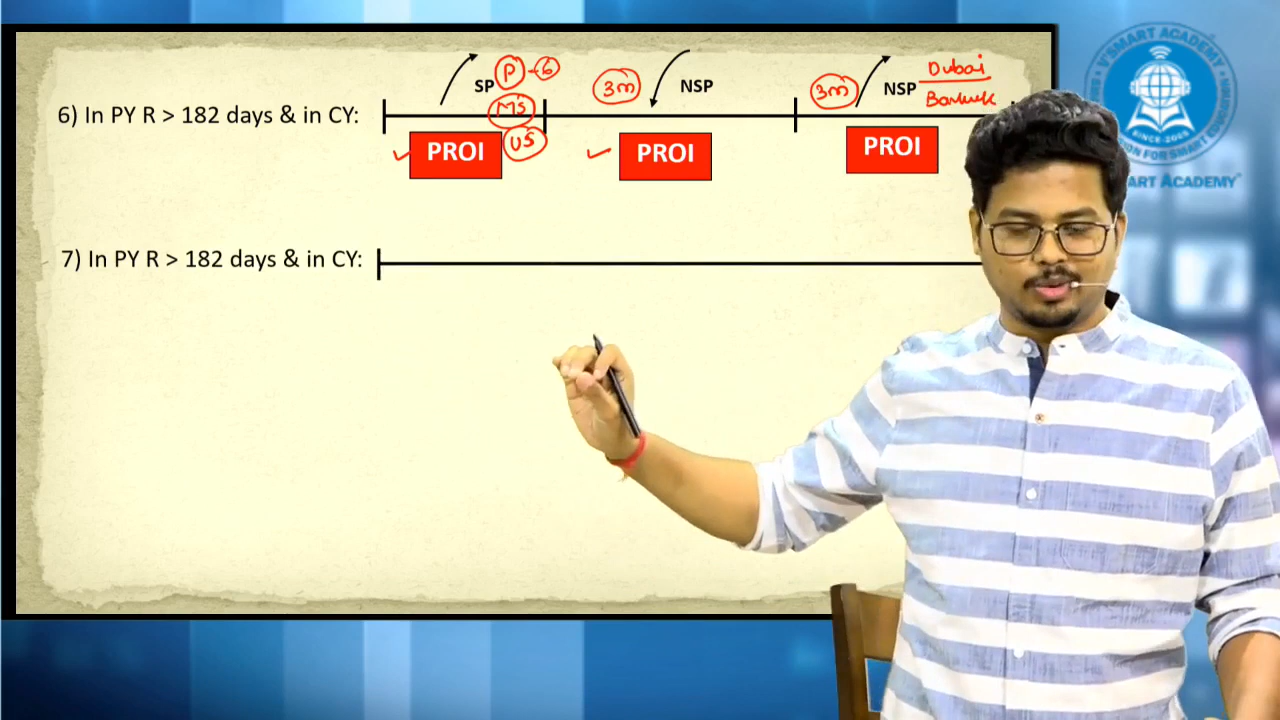 6) In PY R > 182 days & in CY:
SP P - 6
MS
US
PROI
3m NSP
PROI
3m NSP Dubai
PROI
7) In PY R > 182 days & in CY:
V'SMART ACADEMY
SINCE-2005
SMART ACADEMY